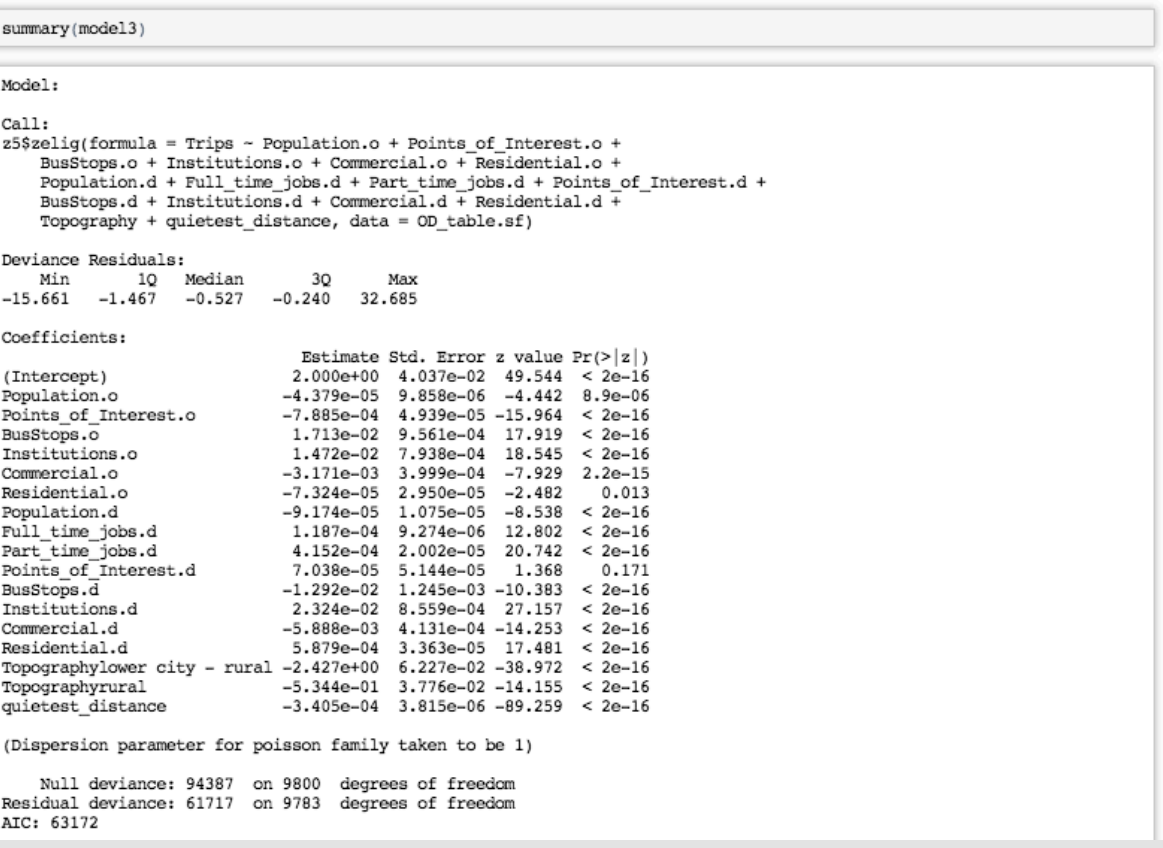 summary(model3)
Model:
Call:
z5$zelig(formula = Trips ~ Population.o + Points_of_Interest.o +
    BusStops.o + Institutions.o + Commercial.o + Residential.o +
    Population.d + Full_time_jobs.d + Part_time_jobs.d + Points_of_Interest.d +
    BusStops.d + Institutions.d + Commercial.d + Residential.d +
    Topography + quietest_distance, data = OD_table.sf)
Deviance Residuals:
    Min       1Q   Median       3Q      Max
-15.661   -1.467   -0.527   -0.240   32.685
Coefficients:
                              Estimate Std. Error z value Pr(>|z|)
(Intercept)                  2.000e+00  4.037e-02  49.544  < 2e-16
Population.o                -4.379e-05  9.858e-06  -4.442  8.9e-06
Points_of_Interest.o        -7.885e-04  4.939e-05 -15.964  < 2e-16
BusStops.o                   1.713e-02  9.561e-04  17.919  < 2e-16
Institutions.o               1.472e-02  7.938e-04  18.545  < 2e-16
Commercial.o                -3.171e-03  3.999e-04  -7.929  2.2e-15
Residential.o               -7.324e-05  2.950e-05  -2.482    0.013
Population.d                -9.174e-05  1.075e-05  -8.538  < 2e-16
Full_time_jobs.d             1.187e-04  9.274e-06  12.802  < 2e-16
Part_time_jobs.d             4.152e-04  2.002e-05  20.742  < 2e-16
Points_of_Interest.d         7.038e-05  5.144e-05   1.368    0.171
BusStops.d                  -1.292e-02  1.245e-03 -10.383  < 2e-16
Institutions.d               2.324e-02  8.559e-04  27.157  < 2e-16
Commercial.d                -5.888e-03  4.131e-04 -14.253  < 2e-16
Residential.d                5.879e-04  3.363e-05  17.481  < 2e-16
Topographylower city - rural -2.427e+00  6.227e-02 -38.972  < 2e-16
Topographyrural             -5.344e-01  3.776e-02 -14.155  < 2e-16
quietest_distance           -3.405e-04  3.815e-06 -89.259  < 2e-16
(Dispersion parameter for poisson family taken to be 1)
    Null deviance: 94387  on 9800  degrees of freedom
Residual deviance: 61717  on 9783  degrees of freedom
AIC: 63172